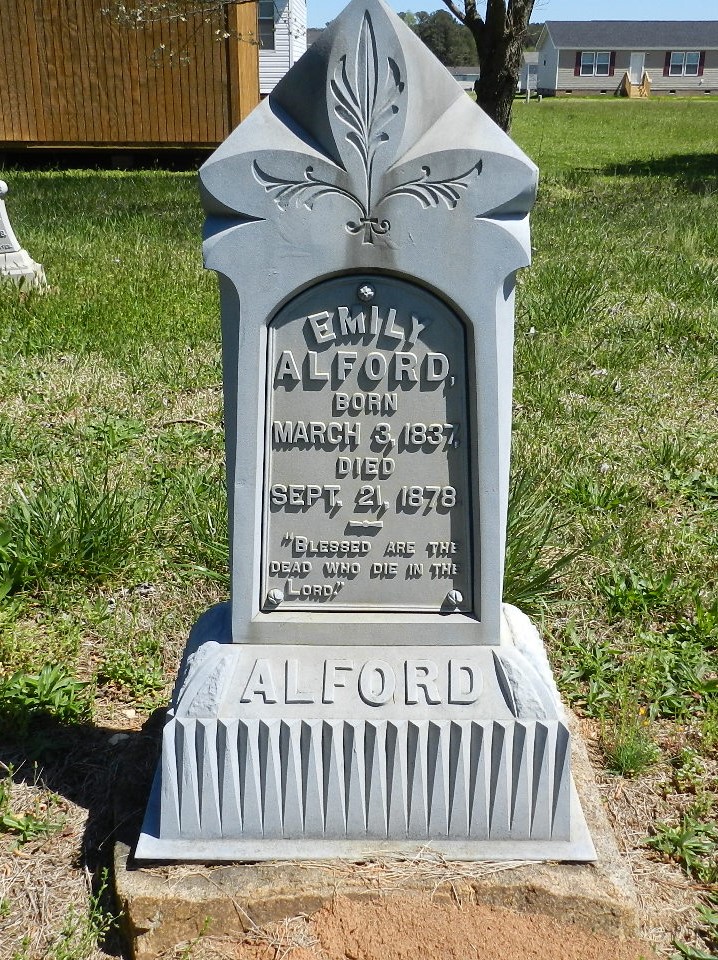 EMILY
ALFORD,
BORN
MARCH 3, 1837,
DIED
SEPT. 21, 1878
"BLESSED ARE THE
DEAD WHO DIE IN THE
LORD."
ALFORD